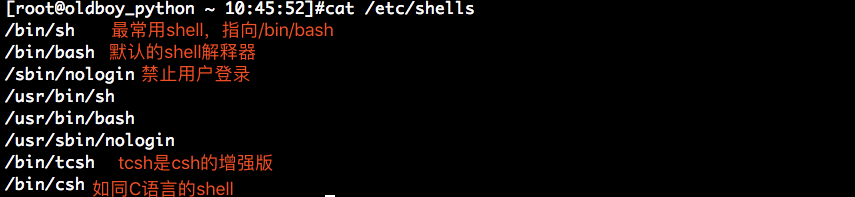 [root@oldboy_python ~ 10:45:52]#cat /etc/shells
/bin/sh 最常用shell，指向/bin/bash
/bin/bash 默认的shell解释器
/sbin/nologin 禁止用户登录
/usr/bin/sh
/usr/bin/bash
/usr/sbin/nologin
/bin/tcsh tcsh是csh的增强版
/bin/csh 如同C语言的shell